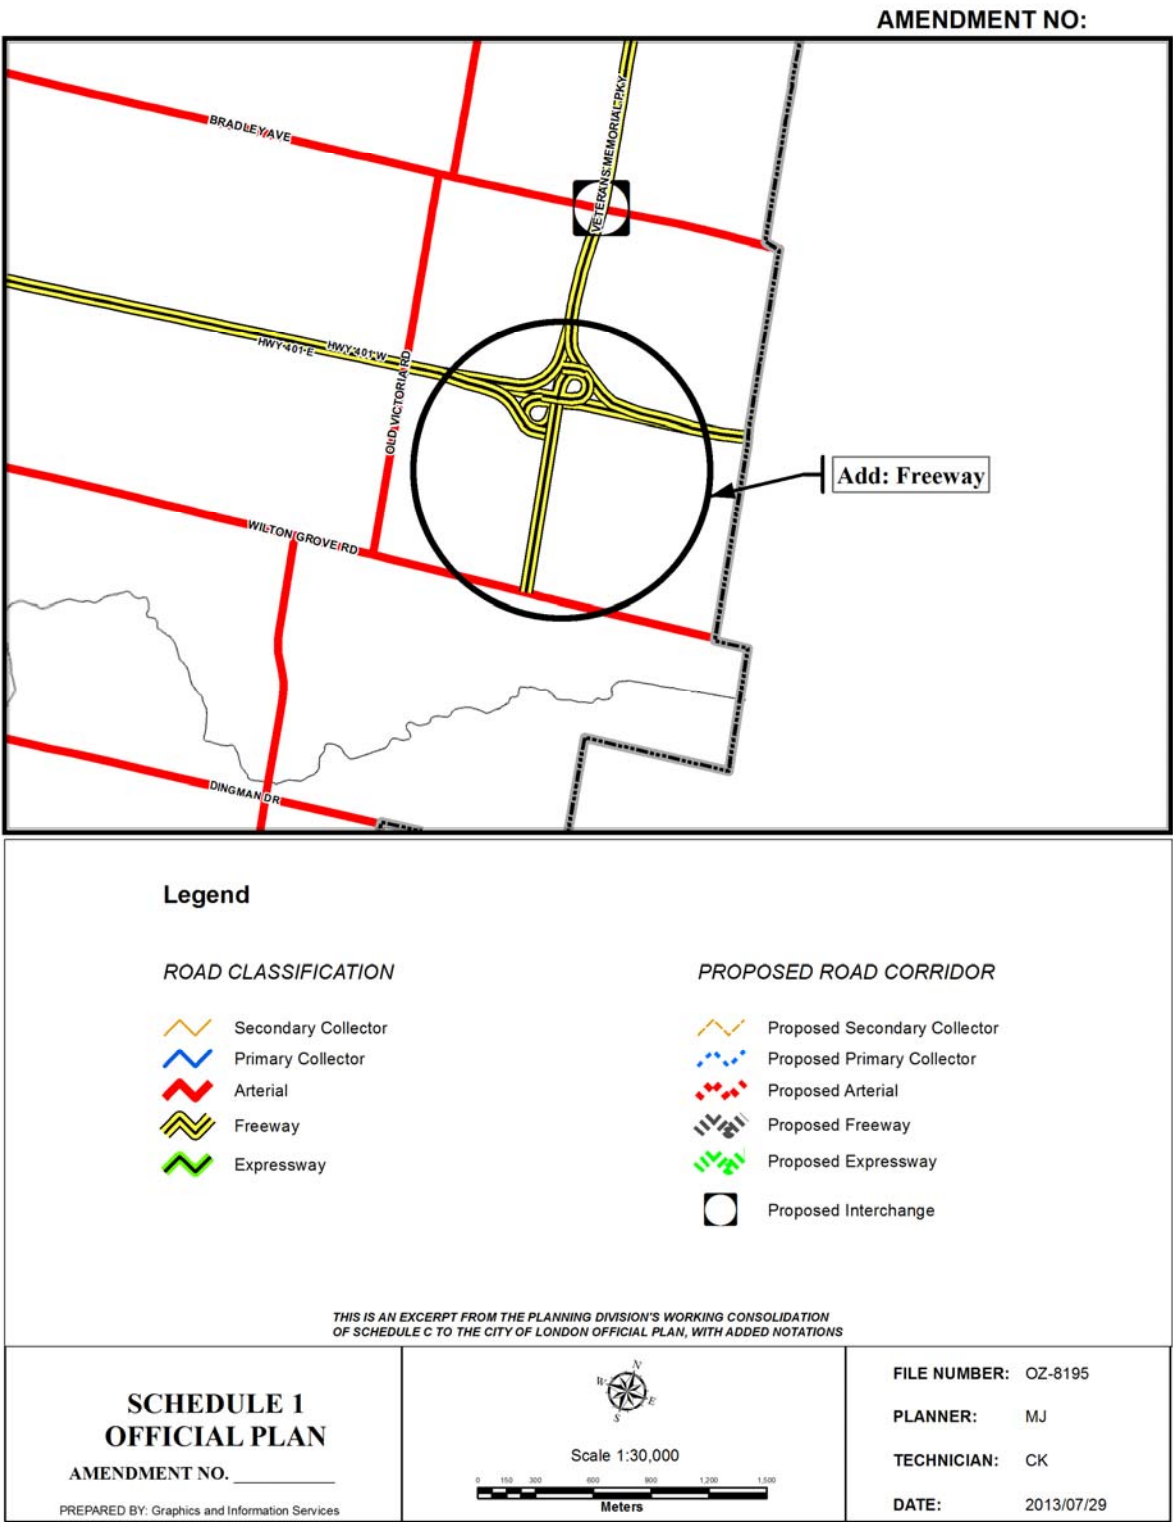 AMENDMENT NO:
BRADLEY AVE
VETERANS MEMORIAL PKY
HWY 401 E
HWY 401 W
OLD VICTORIA RD
Add: Freeway
WILTON GROVE RD
DINGMAN DR
Legend
ROAD CLASSIFICATION
Secondary Collector
Primary Collector
Arterial
Freeway
Expressway
PROPOSED ROAD CORRIDOR
Proposed Secondary Collector
Proposed Primary Collector
Proposed Arterial
Proposed Freeway
Proposed Expressway
Proposed Interchange
THIS IS AN EXCERPT FROM THE PLANNING DIVISION'S WORKING CONSOLIDATION
OF SCHEDULE C TO THE CITY OF LONDON OFFICIAL PLAN, WITH ADDED NOTATIONS
SCHEDULE 1
OFFICIAL PLAN
AMENDMENT NO. ___________
PREPARED BY: Graphics and Information Services
N
W
E
S
Scale 1:30,000
0 150 300 600 900 1,200 1,500
Meters
FILE NUMBER: OZ-8195
PLANNER: MJ
TECHNICIAN: CK
DATE: 2013/07/29